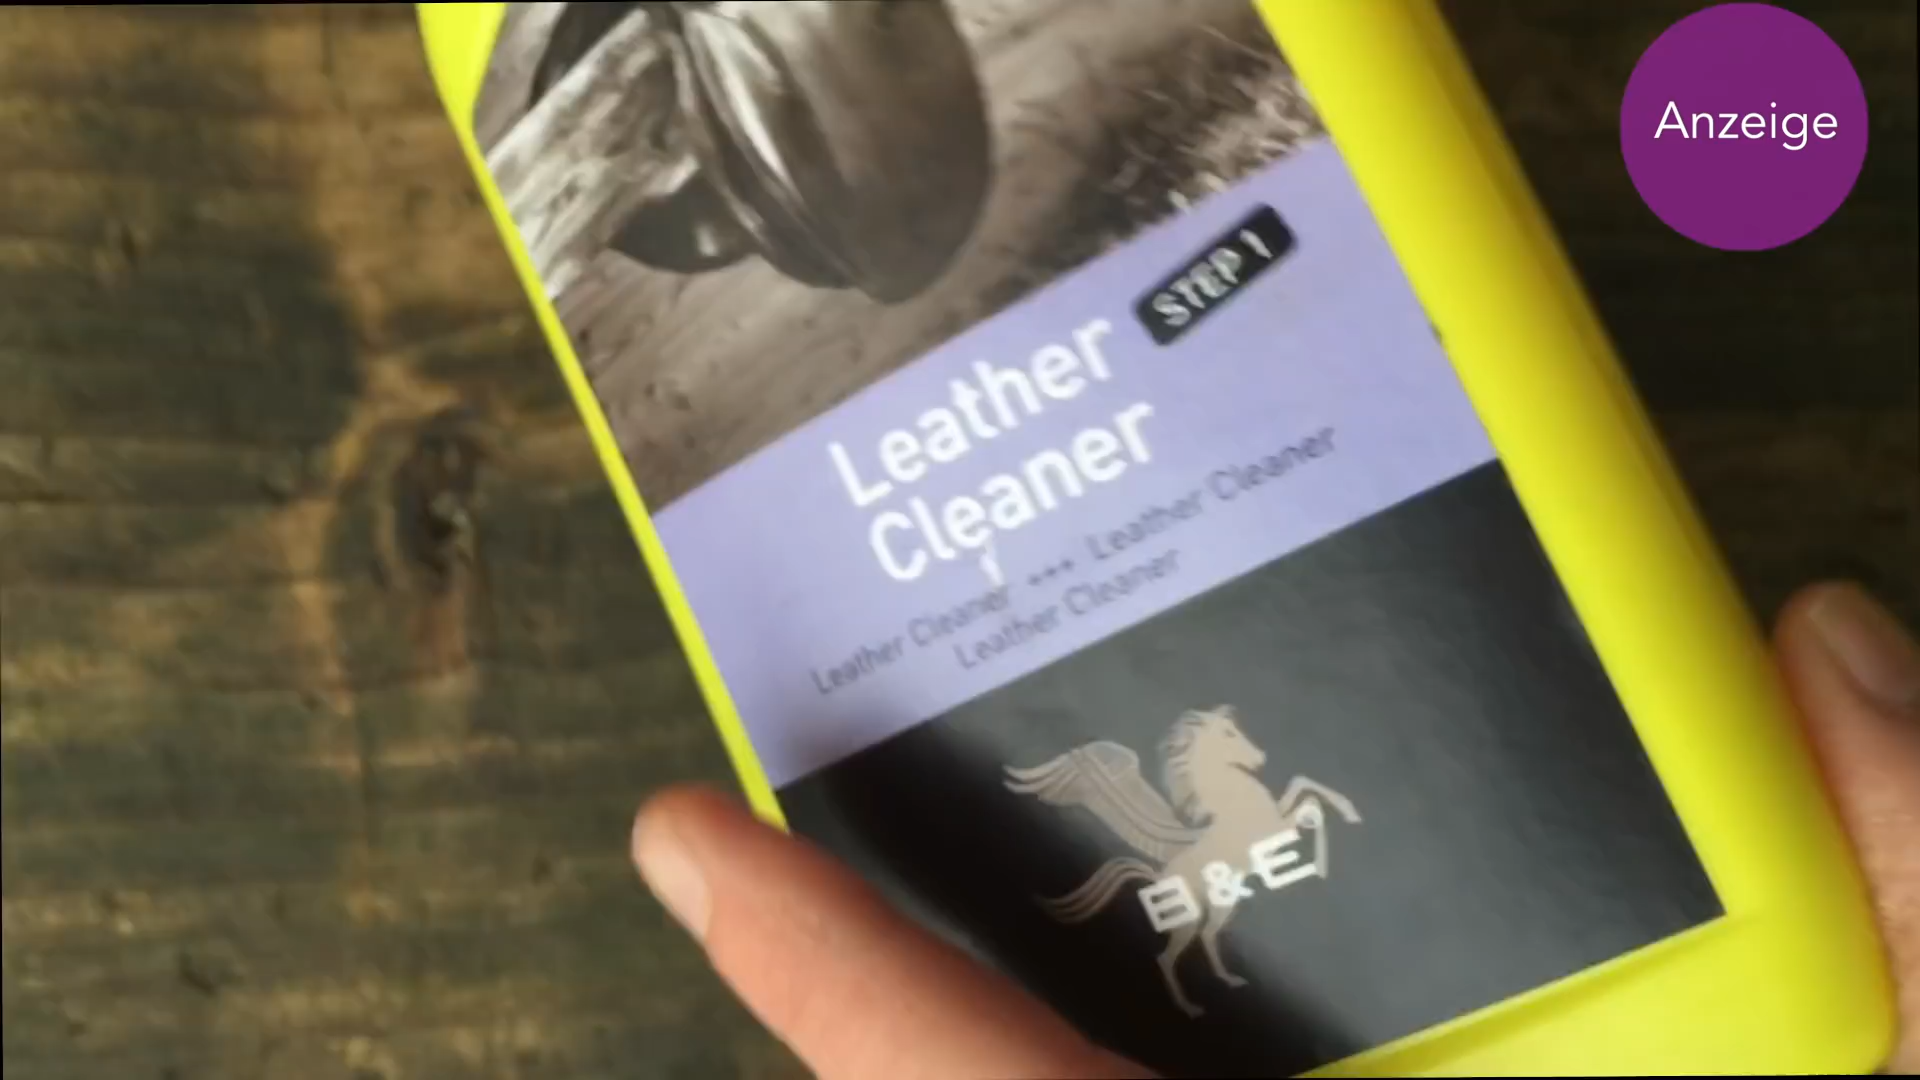 Anzeige
STEP 1
Leather
Cleaner
Leather Cleaner ••• Leather Cleaner
Leather Cleaner
B&E